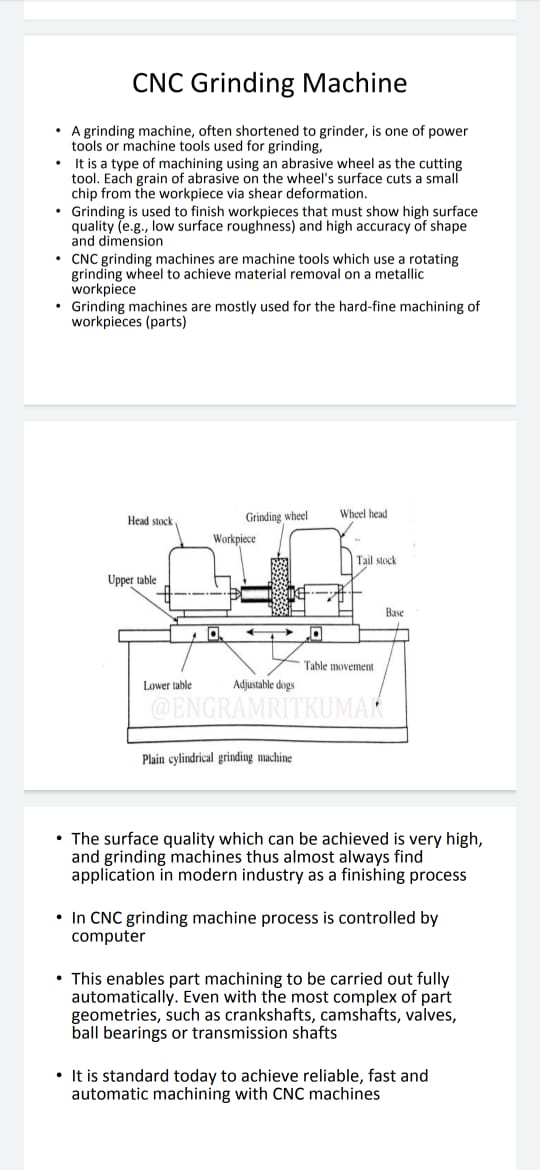 CNC Grinding Machine
• A grinding machine, often shortened to grinder, is one of power
tools or machine tools used for grinding,
• It is a type of machining using an abrasive wheel as the cutting
tool. Each grain of abrasive on the wheel's surface cuts a small
chip from the workpiece via shear deformation.
• Grinding is used to finish workpieces that must show high surface
quality (e.g., low surface roughness) and high accuracy of shape
and dimension
• CNC grinding machines are machine tools which use a rotating
grinding wheel to achieve material removal on a metallic
workpiece
• Grinding machines are mostly used for the hard-fine machining of
workpieces (parts)
Head stock
Grinding wheel
Wheel head
Workpiece
Tail stock
Upper table
Base
Table movement
Lower table
Adjustable dogs
@ENGRAMRITKUMAR
Plain cylindrical grinding machine
• The surface quality which can be achieved is very high,
and grinding machines thus almost always find
application in modern industry as a finishing process
• In CNC grinding machine process is controlled by
computer
• This enables part machining to be carried out fully
automatically. Even with the most complex of part
geometries, such as crankshafts, camshafts, valves,
ball bearings or transmission shafts
• It is standard today to achieve reliable, fast and
automatic machining with CNC machines